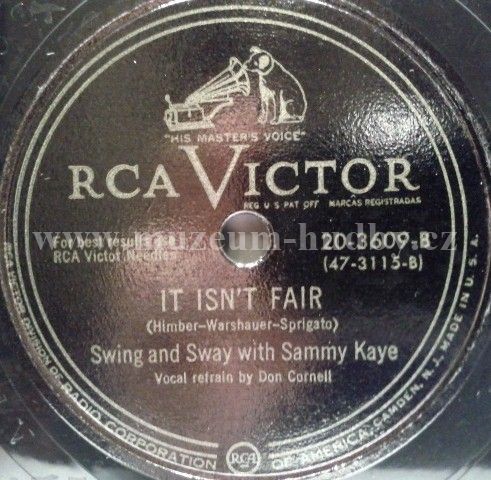 "HIS MASTER'S VOICE"
RCA VICTOR
REG. U. S. PAT. OFF. MARCAS REGISTRADAS
For best results use
RCA Victor Needles
20-3609-B
(47-3115-B)
www.muzeum-hudby.cz
IT ISN'T FAIR
(Himber-Warshauer-Sprigato)
Swing and Sway with Sammy Kaye
Vocal refrain by Don Cornell
RCA VICTOR DIVISION OF RADIO CORPORATION RCA OF AMERICA, CAMDEN, N. J. MADE IN U. S. A.